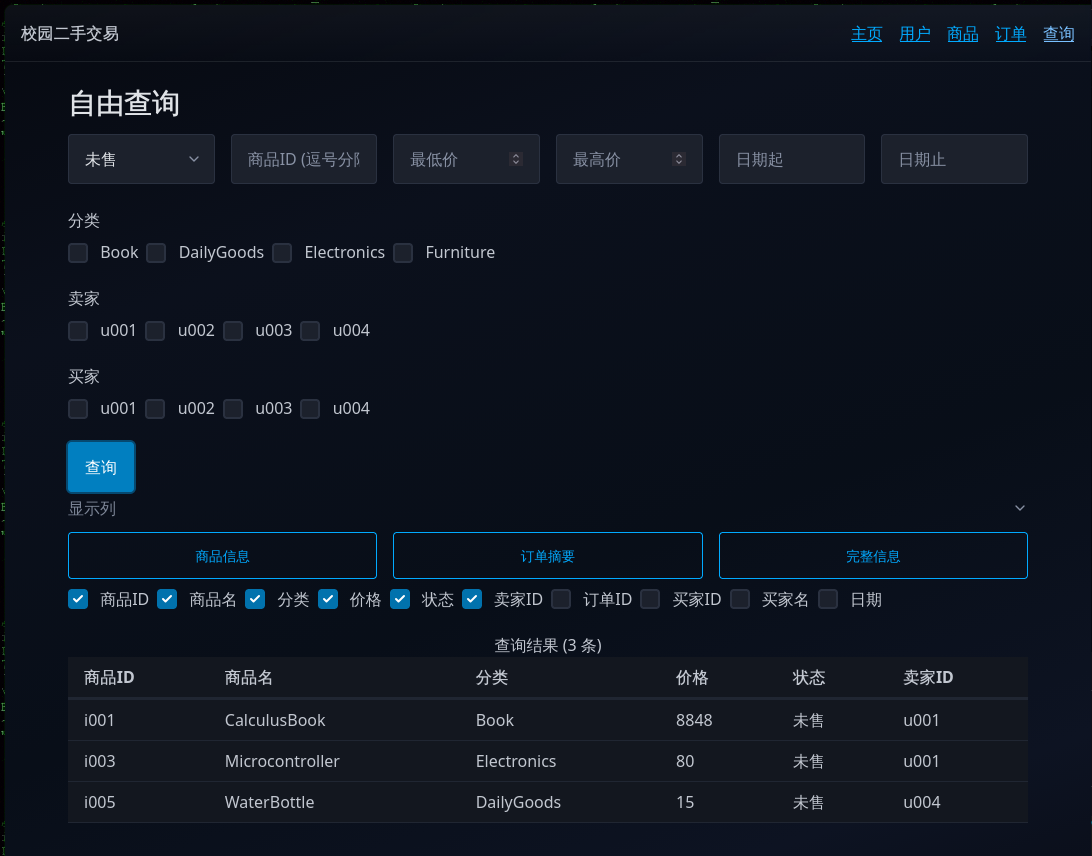 校园二手交易 主页 用户 商品 订单 查询
自由查询
未售 商品ID (逗号分隔 最低价 最高价 日期起 日期止
分类
Book DailyGoods Electronics Furniture
卖家
u001 u002 u003 u004
买家
u001 u002 u003 u004
查询
显示列
商品信息 订单摘要 完整信息
商品ID 商品名 分类 价格 状态 卖家ID 订单ID 买家ID 买家名 日期
查询结果 (3 条)
商品ID 商品名 分类 价格 状态 卖家ID
i001 CalculusBook Book 8848 未售 u001
i003 Microcontroller Electronics 80 未售 u001
i005 WaterBottle DailyGoods 15 未售 u004